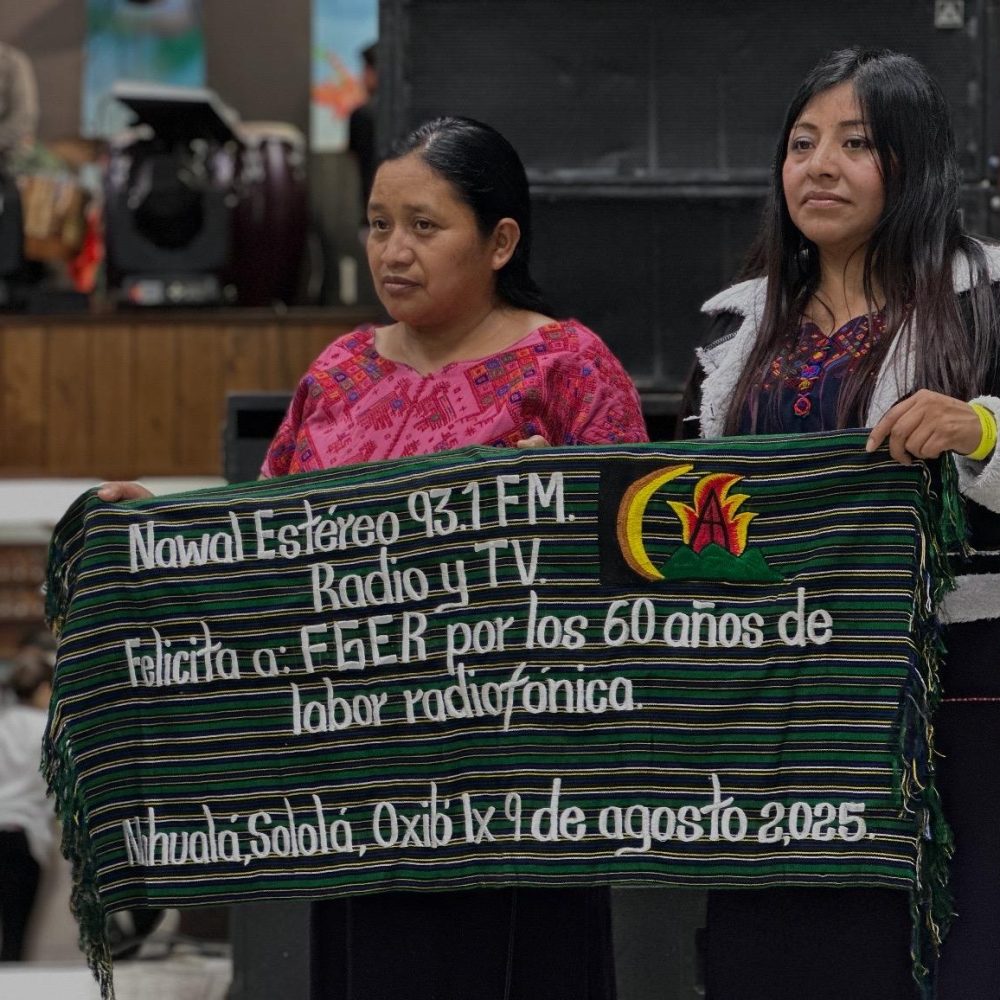 Nawal Estéreo 93.1 FM.
Radio y TV.
Felicita a: FGER por los 60 años de
labor radiofónica.
Nahualá, Sololá, Oxib Ix 9 de agosto 2,025.